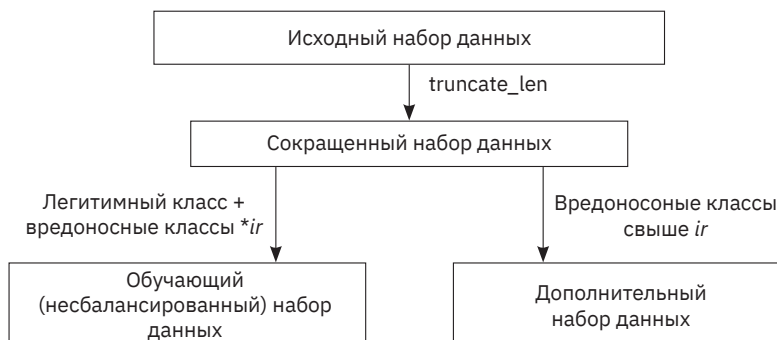 Исходный набор данных
truncate_len
Сокращенный набор данных
Легитимный класс +
вредоносные классы *ir
Вредоносоные классы
свыше ir
Обучающий
(несбалансированный) набор
данных
Дополнительный
набор данных